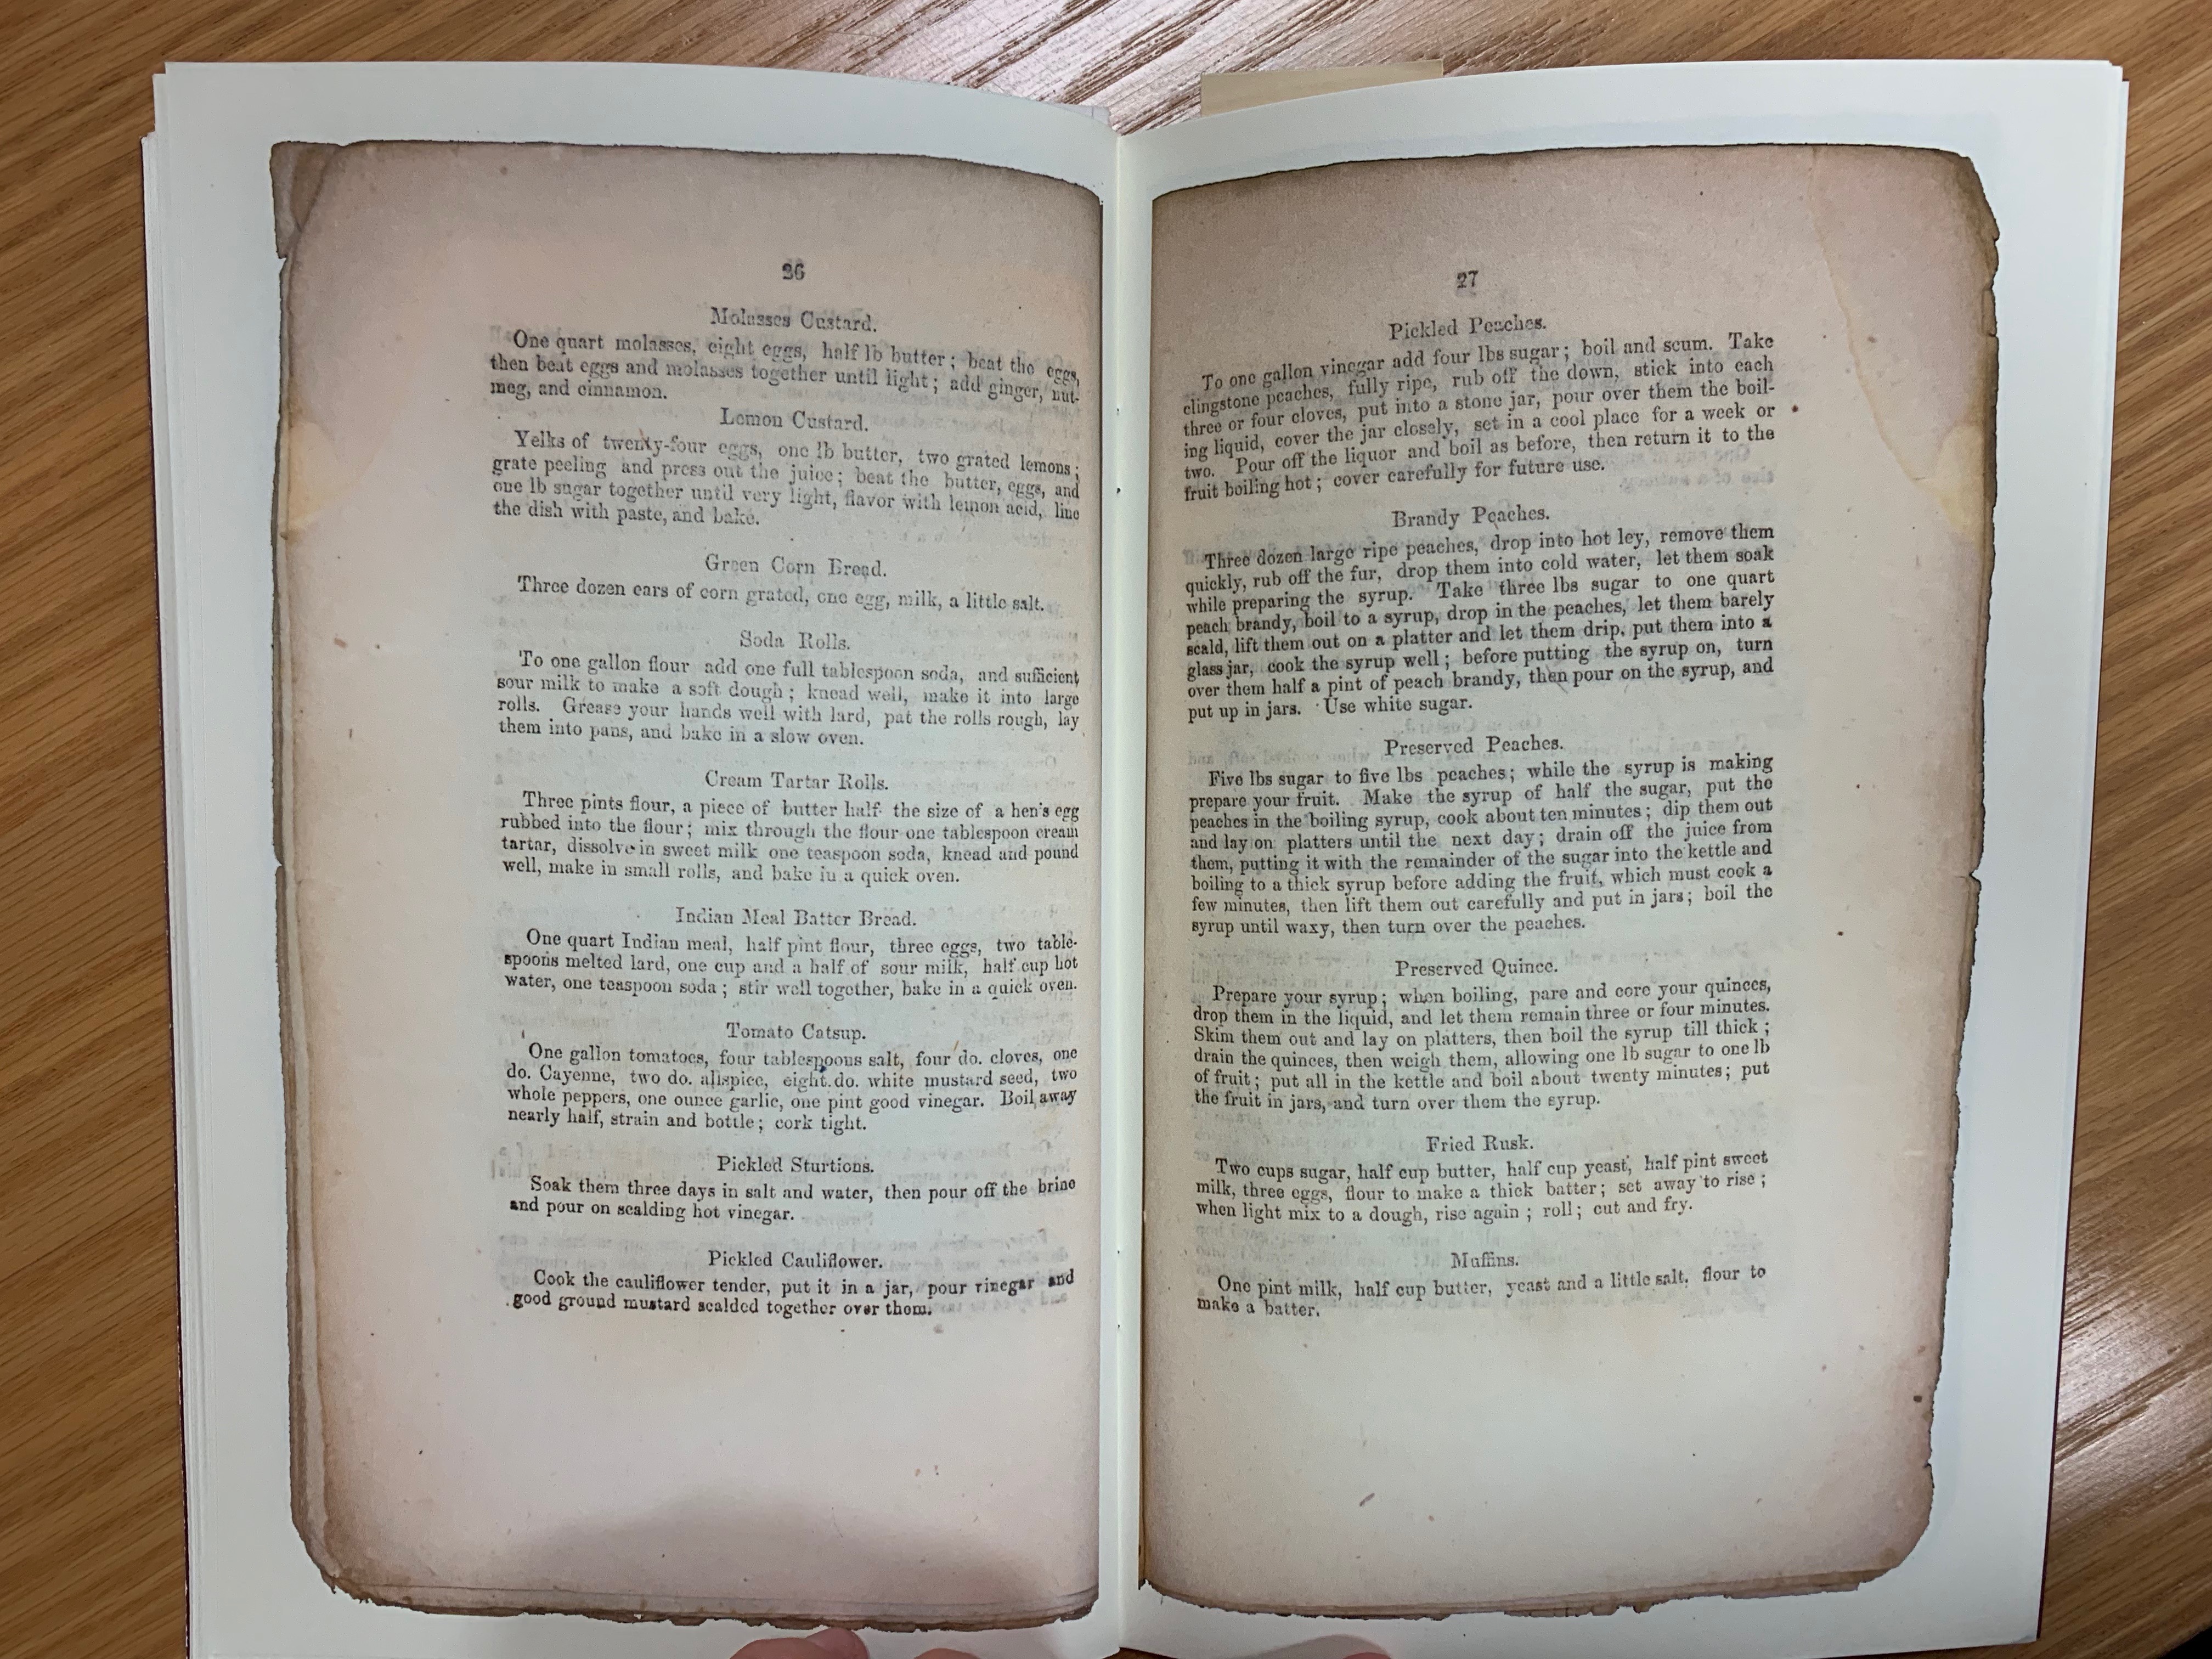 26
Molasses Custard.
One quart molasses, eight eggs, half lb butter; beat the eggs,
then beat eggs and molasses together until light; add ginger, nut-
meg, and cinnamon.
Lemon Custard.
Yelks of twenty-four eggs, one lb butter, two grated lemons;
grate peeling and press out the juice; beat the butter, eggs, and
one lb sugar together until very light, flavor with lemon acid, line
the dish with paste, and bake.
Green Corn Bread.
Three dozen ears of corn grated, one egg, milk, a little salt.
Soda Rolls.
To one gallon flour add one full tablespoon soda, and sufficient
sour milk to make a soft dough; knead well, make it into large
rolls. Grease your hands well with lard, pat the rolls rough, lay
them into pans, and bake in a slow oven.
Cream Tartar Rolls.
Three pints flour, a piece of butter half the size of a hen's egg
rubbed into the flour; mix through the flour one tablespoon cream
tartar, dissolve in sweet milk one teaspoon soda, knead and pound
well, make in small rolls, and bake in a quick oven.
Indian Meal Batter Bread.
One quart Indian meal, half pint flour, three eggs, two table-
spoons melted lard, one cup and a half of sour milk, half cup hot
water, one teaspoon soda; stir well together, bake in a quick oven.
Tomato Catsup.
One gallon tomatoes, four tablespoons salt, four do. cloves, one
do. Cayenne, two do. allspice, eight do. white mustard seed, two
whole peppers, one ounce garlic, one pint good vinegar. Boil away
nearly half, strain and bottle; cork tight.
Pickled Sturtions.
Soak them three days in salt and water, then pour off the brine
and pour on scalding hot vinegar.
Pickled Cauliflower.
Cook the cauliflower tender, put it in a jar, pour vinegar and
good ground mustard scalded together over them.
27
Pickled Peaches.
To one gallon vinegar add four lbs sugar; boil and scum. Take
clingstone peaches, fully ripe, rub off the down, stick into each
three or four cloves, put into a stone jar, pour over them the boil-
ing liquid, cover the jar closely, set in a cool place for a week or
two. Pour off the liquor and boil as before, then return it to the
fruit boiling hot; cover carefully for future use.
Brandy Peaches.
Three dozen large ripe peaches, drop into hot ley, remove them
quickly, rub off the fur, drop them into cold water, let them soak
while preparing the syrup. Take three lbs sugar to one quart
peach brandy, boil to a syrup, drop in the peaches, let them barely
scald, lift them out on a platter and let them drip, put them into a
glass jar, cook the syrup well; before putting the syrup on, turn
over them half a pint of peach brandy, then pour on the syrup, and
put up in jars. Use white sugar.
Preserved Peaches.
Five lbs sugar to five lbs peaches; while the syrup is making
prepare your fruit. Make the syrup of half the sugar, put the
peaches in the boiling syrup, cook about ten minutes; dip them out
and lay on platters until the next day; drain off the juice from
them, putting it with the remainder of the sugar into the kettle and
boiling to a thick syrup before adding the fruit, which must cook a
few minutes, then lift them out carefully and put in jars; boil the
syrup until waxy, then turn over the peaches.
Preserved Quince.
Prepare your syrup; when boiling, pare and core your quinces,
drop them in the liquid, and let them remain three or four minutes.
Skim them out and lay on platters, then boil the syrup till thick;
drain the quinces, then weigh them, allowing one lb sugar to one lb
of fruit; put all in the kettle and boil about twenty minutes; put
the fruit in jars, and turn over them the syrup.
Fried Rusk.
Two cups sugar, half cup butter, half cup yeast, half pint sweet
milk, three eggs, flour to make a thick batter; set away to rise;
when light mix to a dough, rise again; roll; cut and fry.
Muffins.
One pint milk, half cup butter, yeast and a little salt, flour to
make a batter.